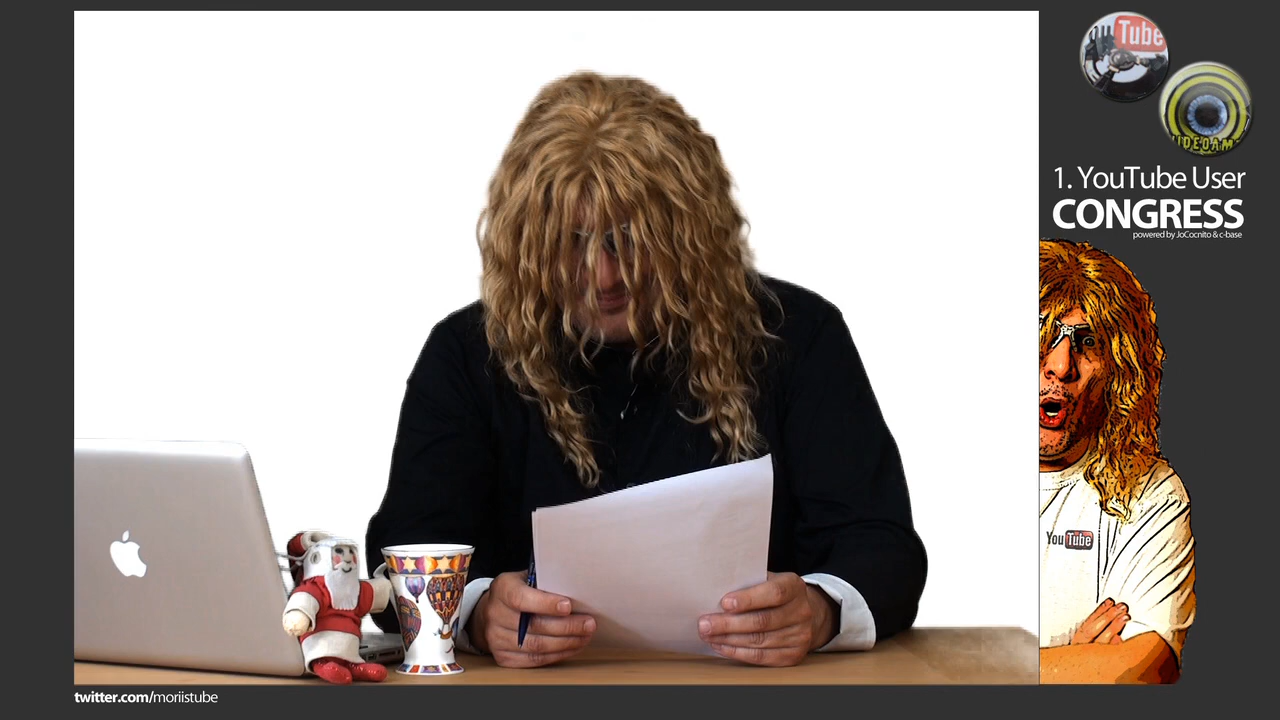 Tube
VIDEOAM
1. YouTube User
CONGRESS
powered by JoCocnito & c-base
You Tube
twitter.com/moriistube